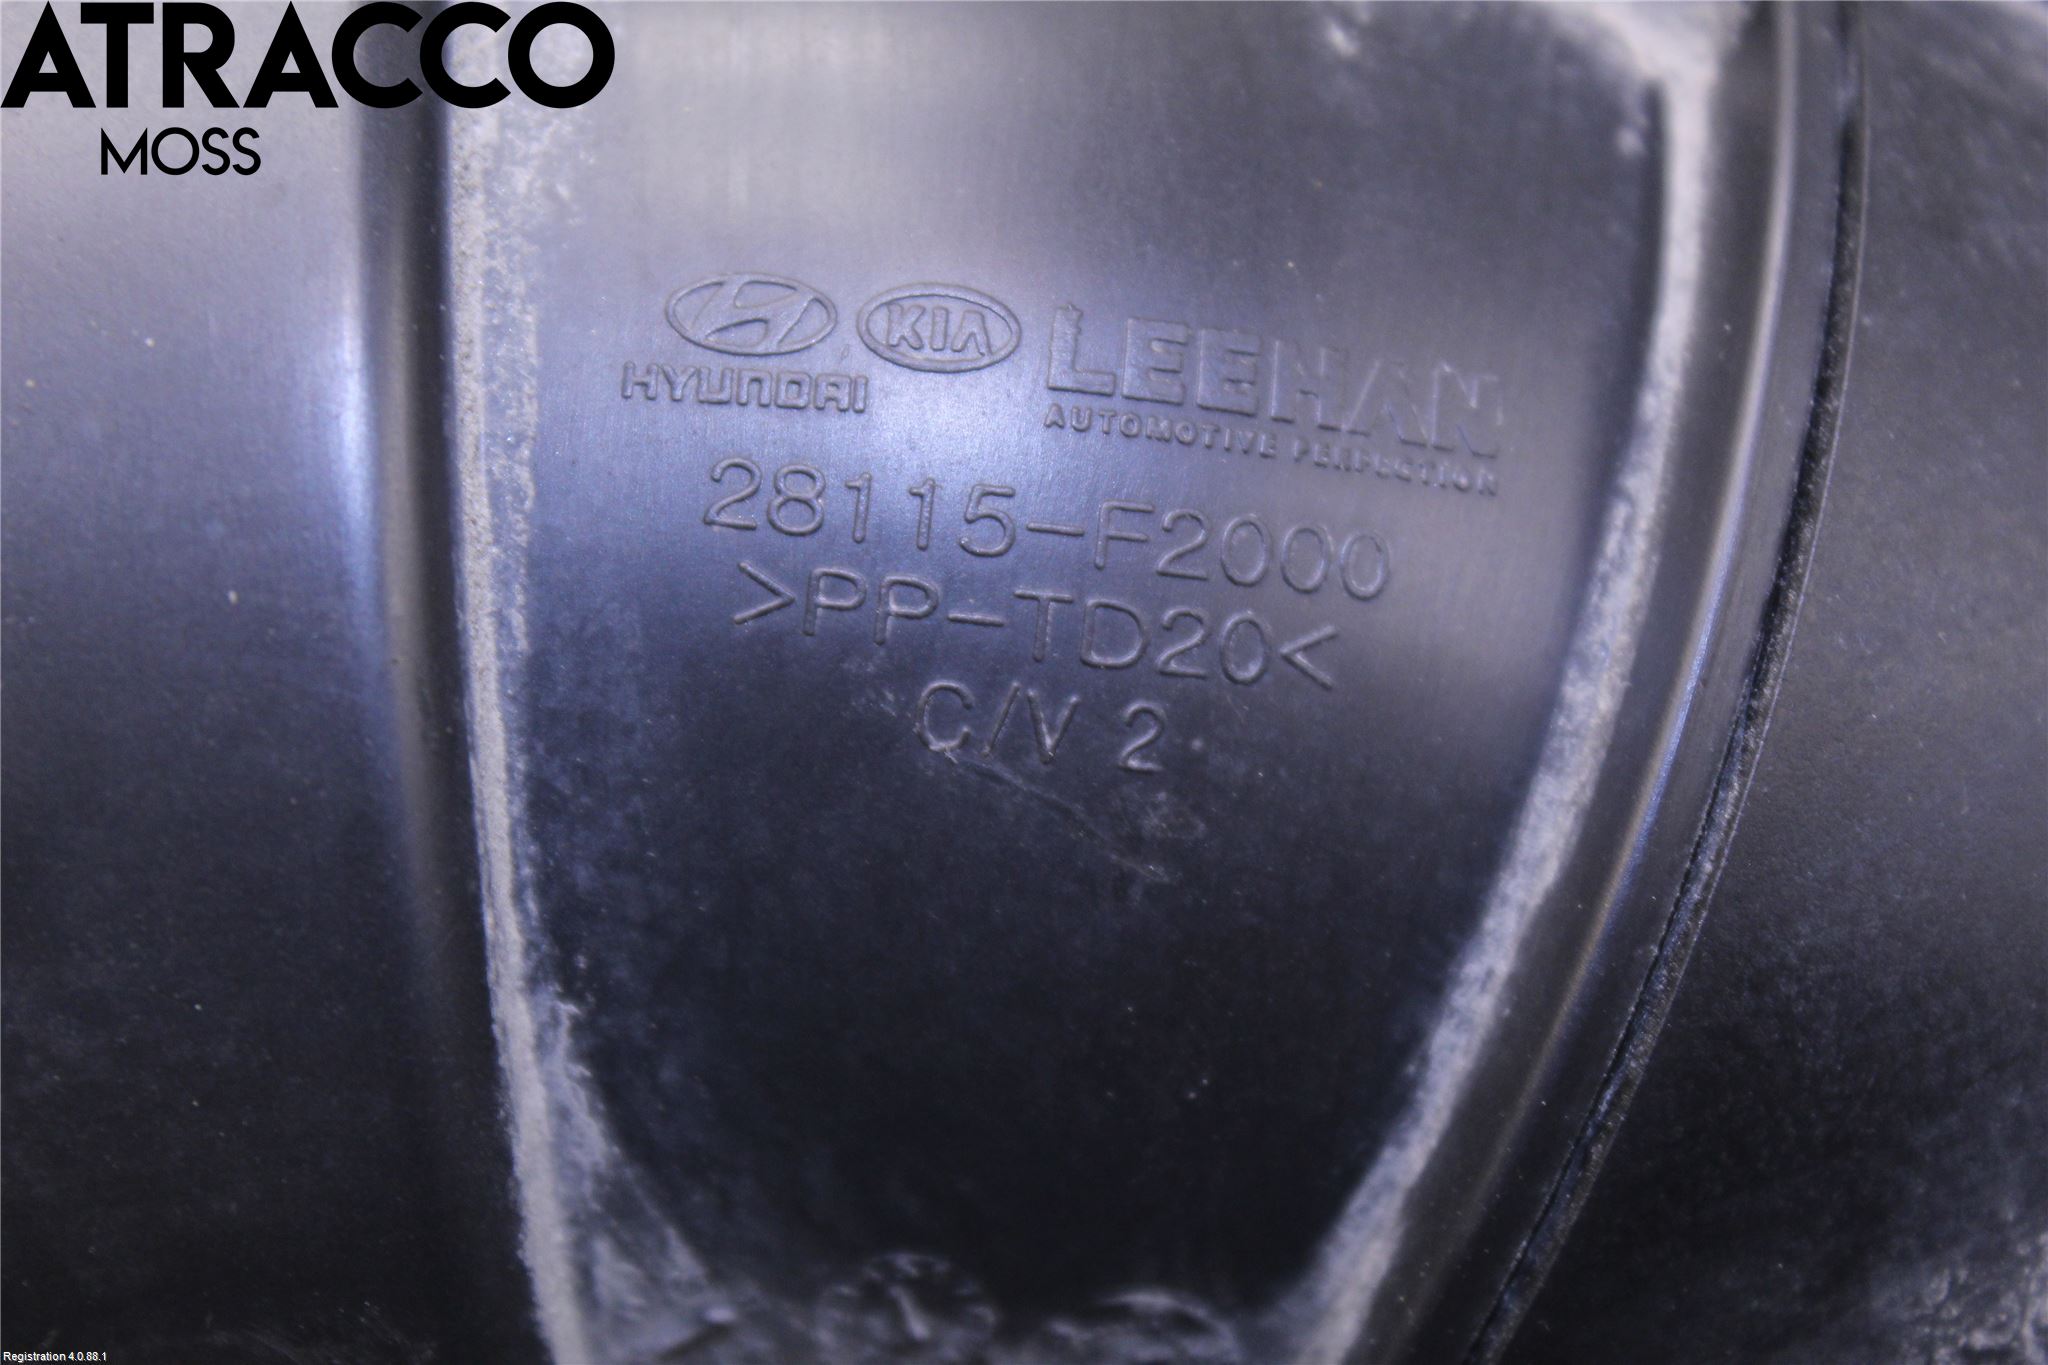 ATRACCO
MOSS
HYUNDAI
KIA
LEEHAN
AUTOMOTIVE PERFECTION
28115-F2000
>PP-TD20<
C/V 2
Registration 4.0.88.1